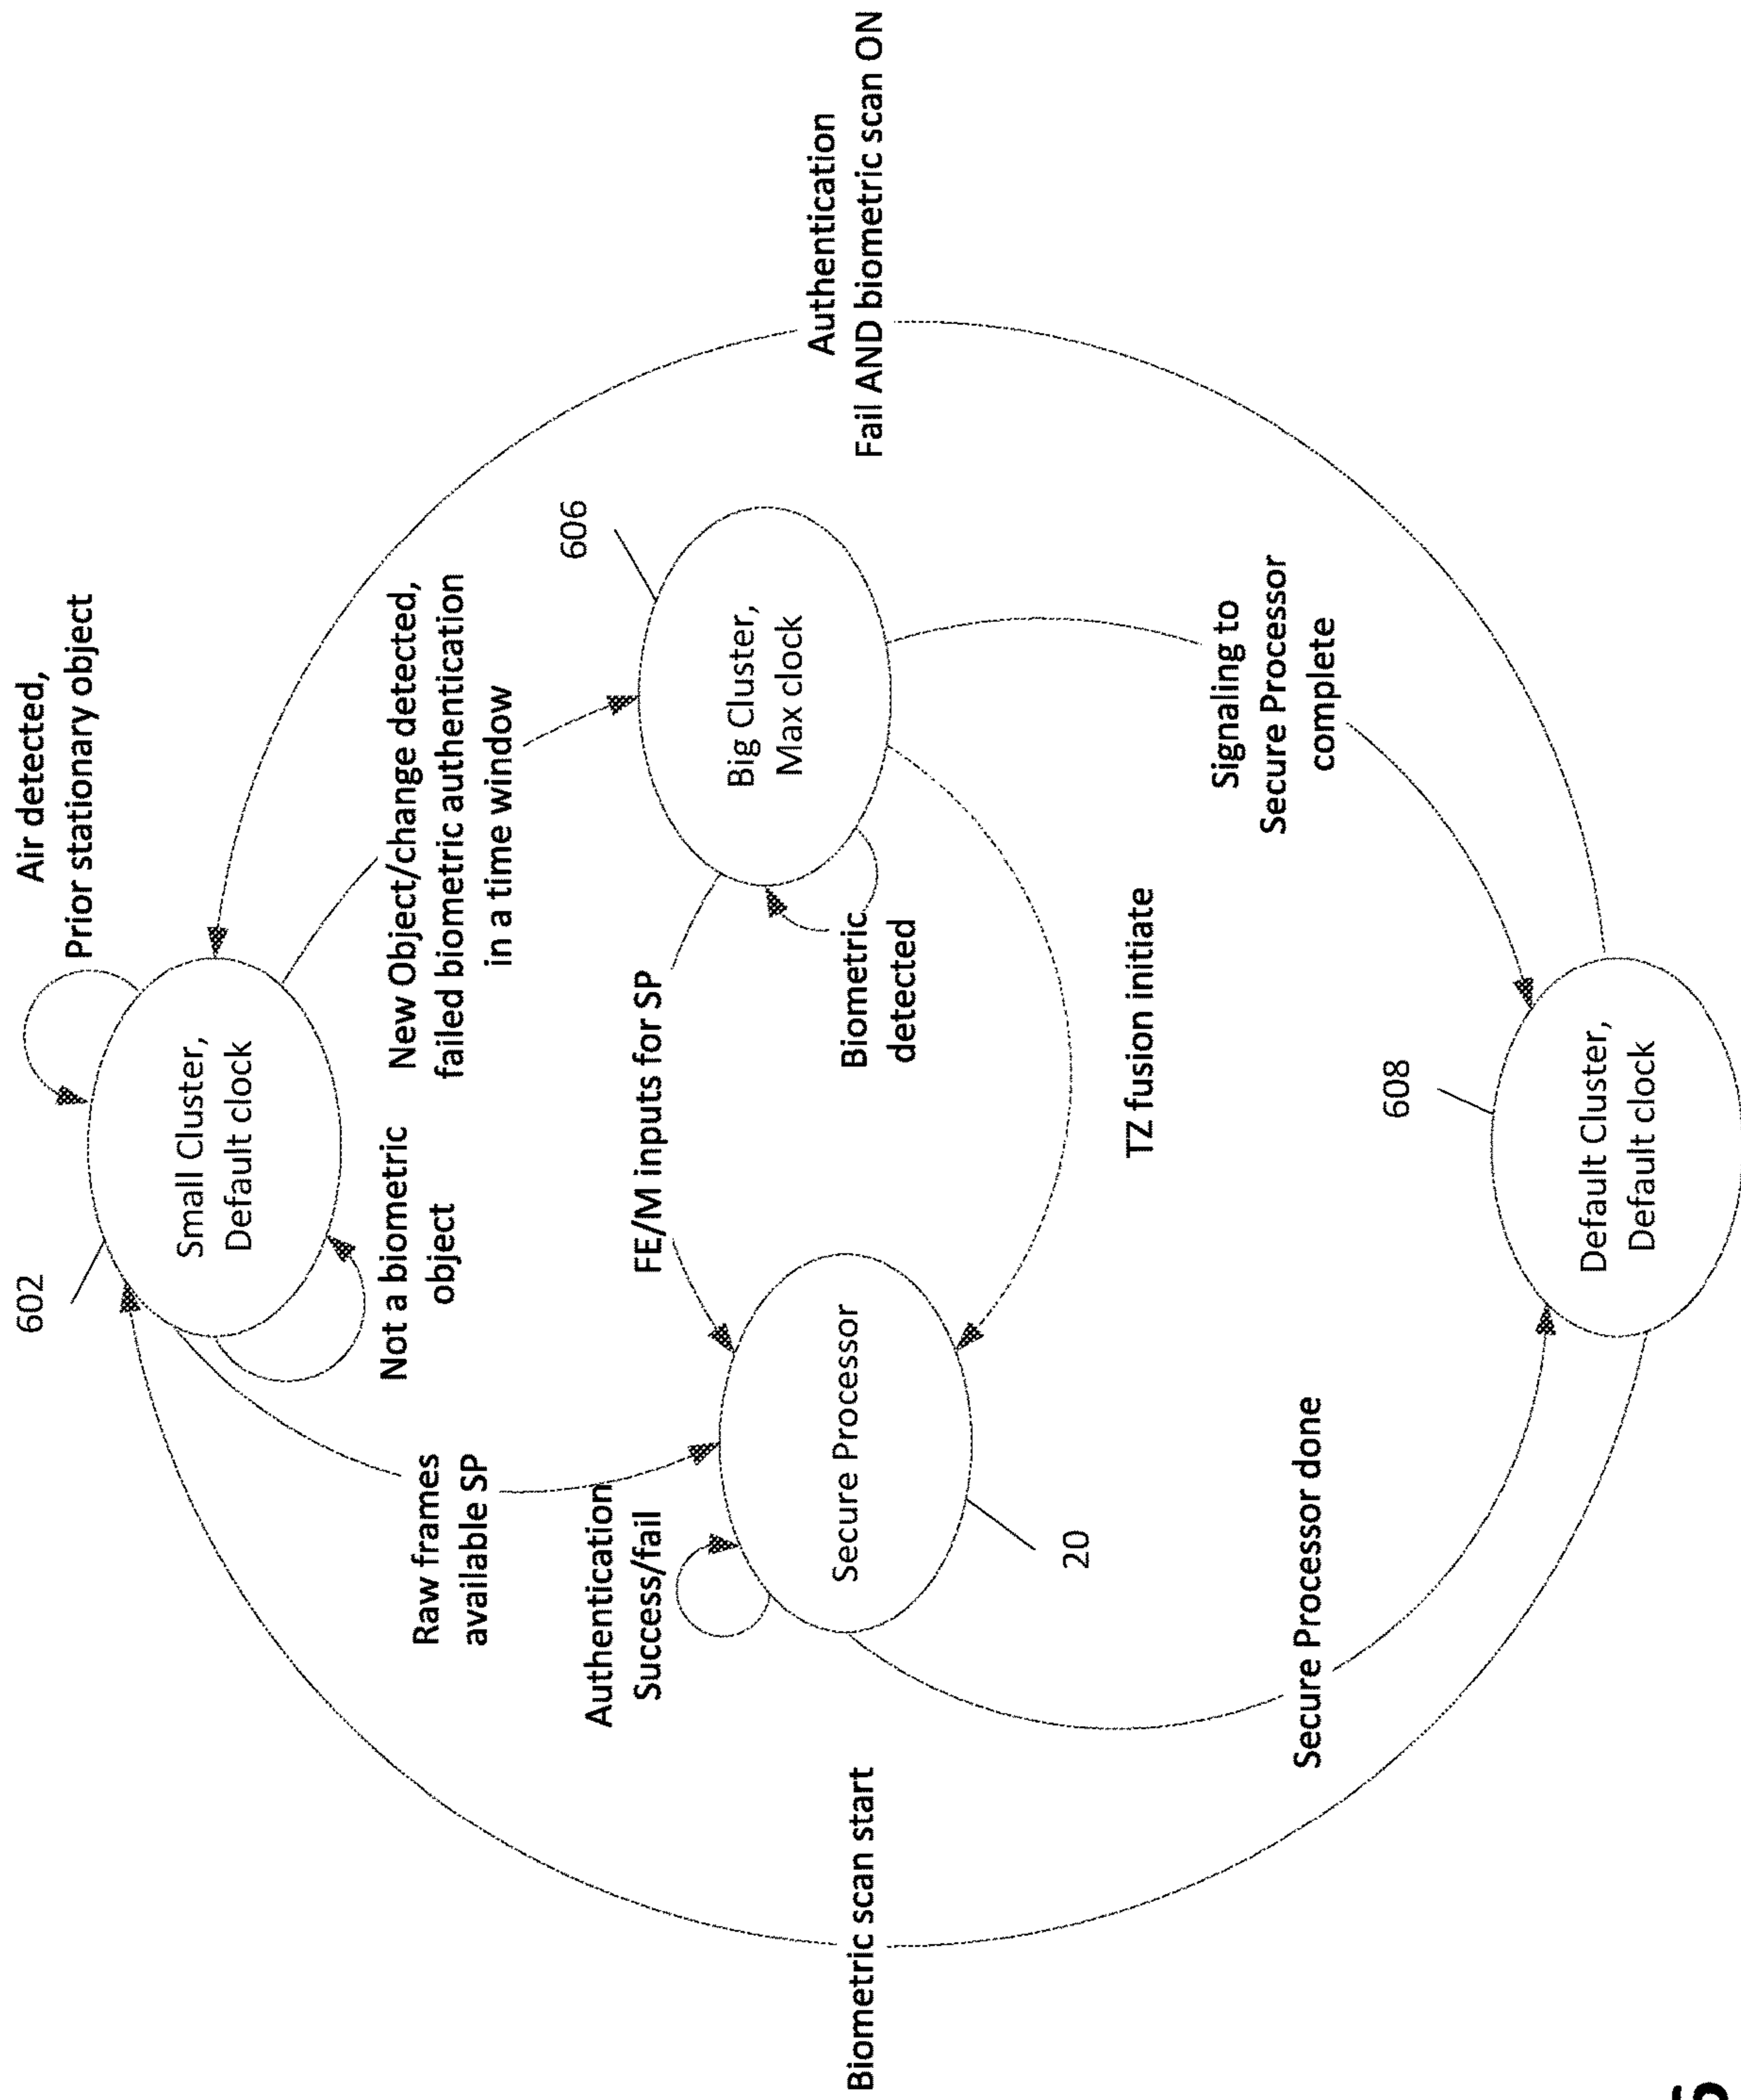 Air detected,
Prior stationary object
602
Small Cluster,
Default clock
Not a biometric
object
New Object/change detected,
failed biometric authentication
in a time window
606
Big Cluster,
Max clock
Raw frames
available SP
FE/M inputs for SP
Authentication
Success/fail
Biometric
detected
Secure Processor
20
Biometric scan start
Authentication
Fail AND biometric scan ON
TZ fusion initiate
Signaling to
Secure Processor
complete
Secure Processor done
608
Default Cluster,
Default clock